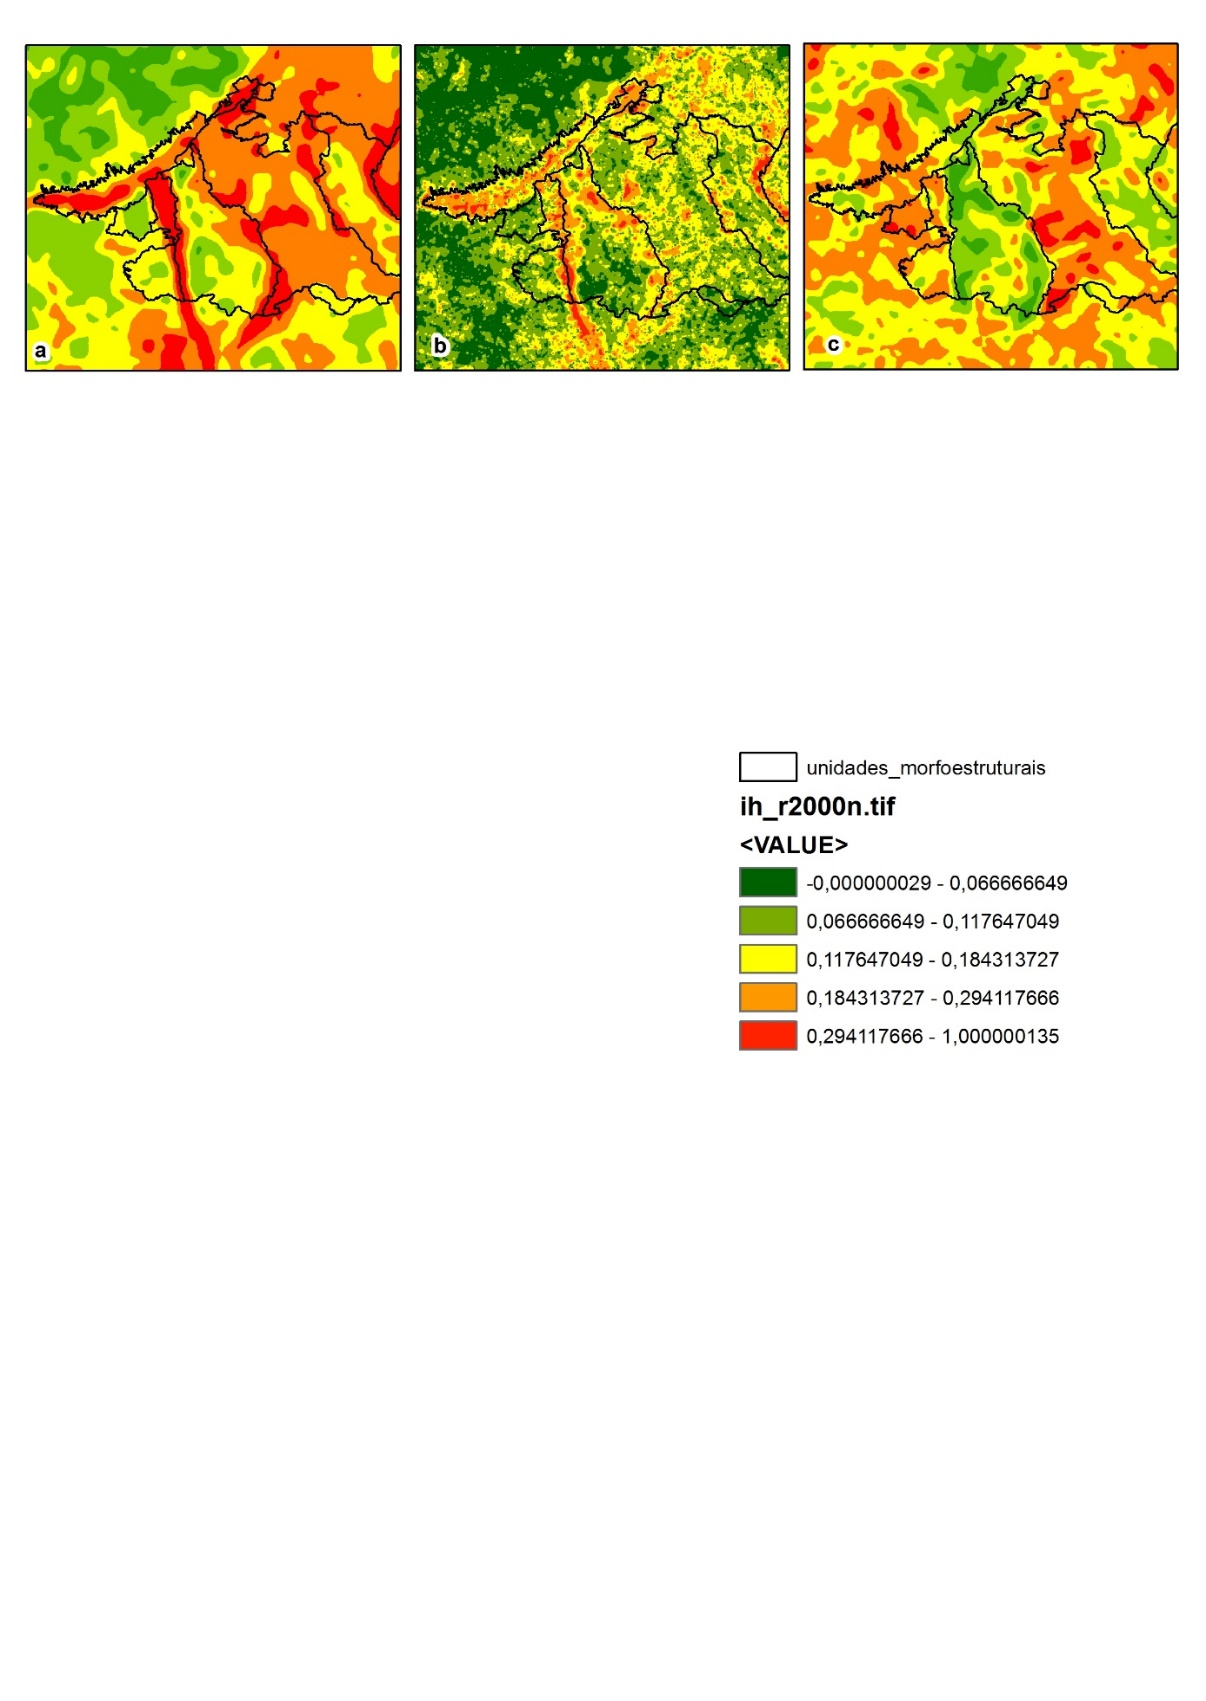 a
b
c
unidades_morfoestruturais
ih_r2000n.tif
<VALUE>
-0,000000029 - 0,066666649
0,066666649 - 0,117647049
0,117647049 - 0,184313727
0,184313727 - 0,294117666
0,294117666 - 1,000000135